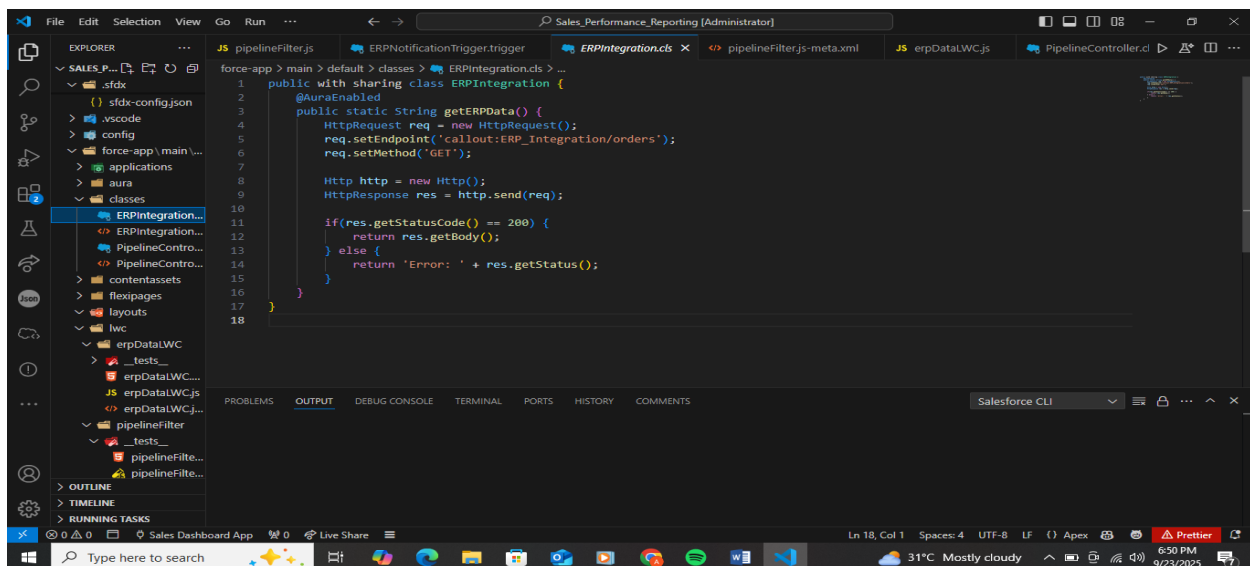 File Edit Selection View Go Run ··· ← → Sales_Performance_Reporting [Administrator]
EXPLORER ···
JS pipelineFilter.js ERPNotificationTrigger.trigger ERPIntegration.cls × </> pipelineFilter.js-meta.xml JS erpDataLWC.js PipelineController.cl ···
SALES_P...
force-app > main > default > classes > ERPIntegration.cls > ...
.sfdx
{} sfdx-config.json
> .vscode
> config
force-app\main\...
> applications
> aura
classes
ERPIntegration...
</> ERPIntegration...
PipelineContro...
</> PipelineContro...
> contentassets
> flexipages
layouts
lwc
erpDataLWC
> __tests__
erpDataLWC....
JS erpDataLWC.js
</> erpDataLWC.j...
pipelineFilter
__tests__
pipelineFilte...
pipelineFilte...
> OUTLINE
> TIMELINE
> RUNNING TASKS
2
Json
1 public with sharing class ERPIntegration {
2 @AuraEnabled
3 public static String getERPData() {
4 HttpRequest req = new HttpRequest();
5 req.setEndpoint('callout:ERP_Integration/orders');
6 req.setMethod('GET');
7
8 Http http = new Http();
9 HttpResponse res = http.send(req);
10
11 if(res.getStatusCode() == 200) {
12 return res.getBody();
13 } else {
14 return 'Error: ' + res.getStatus();
15 }
16 }
17 }
18
PROBLEMS OUTPUT DEBUG CONSOLE TERMINAL PORTS HISTORY COMMENTS Salesforce CLI ···
0 0 Sales Dashboard App 0 Live Share Ln 18, Col 1 Spaces: 4 UTF-8 LF {} Apex Prettier
Type here to search 31°C Mostly cloudy 6:50 PM
9/23/2025 7